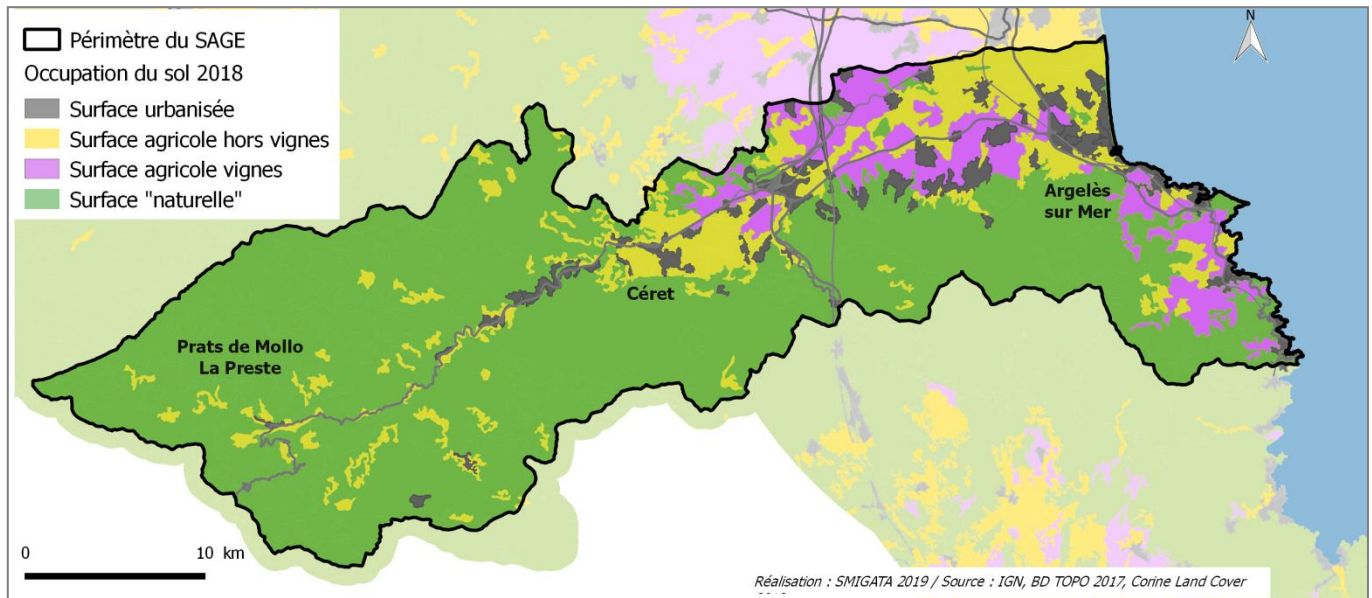 Périmètre du SAGE
Occupation du sol 2018
Surface urbanisée
Surface agricole hors vignes
Surface agricole vignes
Surface "naturelle"
N
Argelès
sur Mer
Céret
Prats de Mollo
La Preste
0 10 km
Réalisation : SMIGATA 2019 / Source : IGN, BD TOPO 2017, Corine Land Cover